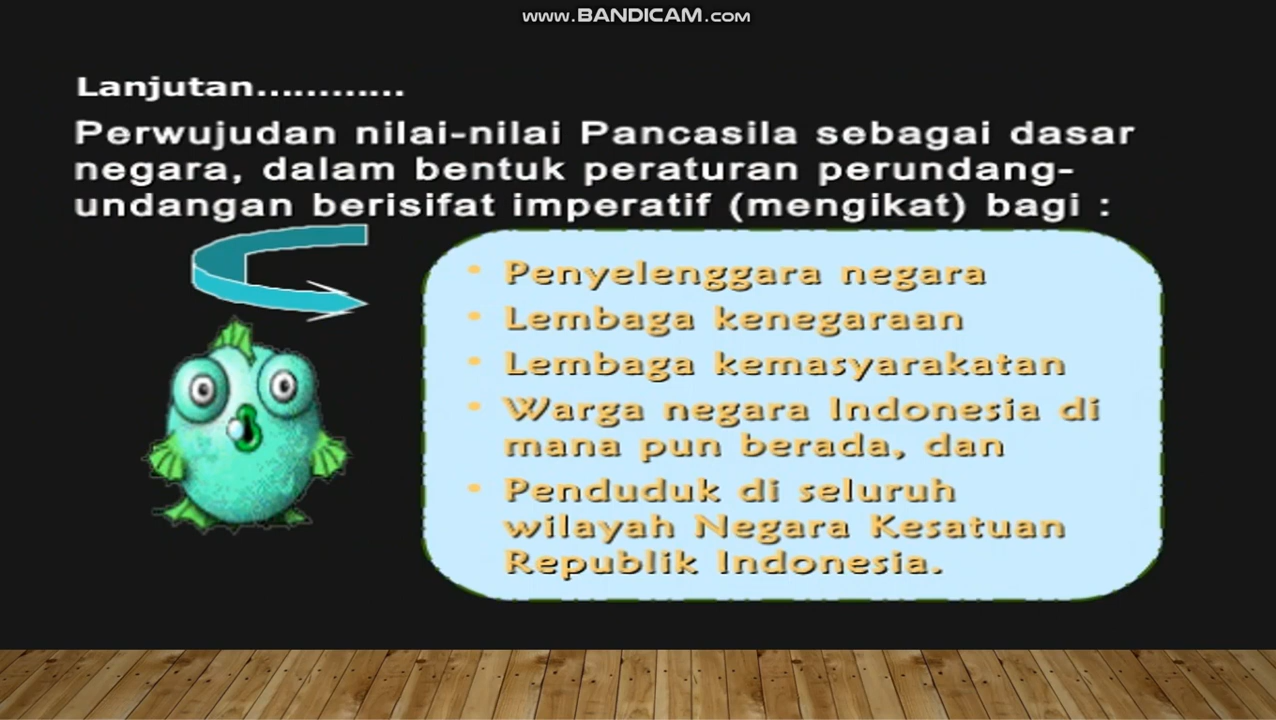 www.BANDICAM.com
Lanjutan............
Perwujudan nilai-nilai Pancasila sebagai dasar
negara, dalam bentuk peraturan perundang-
undangan berisifat imperatif (mengikat) bagi :
• Penyelenggara negara
• Lembaga kenegaraan
• Lembaga kemasyarakatan
• Warga negara Indonesia di
mana pun berada, dan
• Penduduk di seluruh
wilayah Negara Kesatuan
Republik Indonesia.